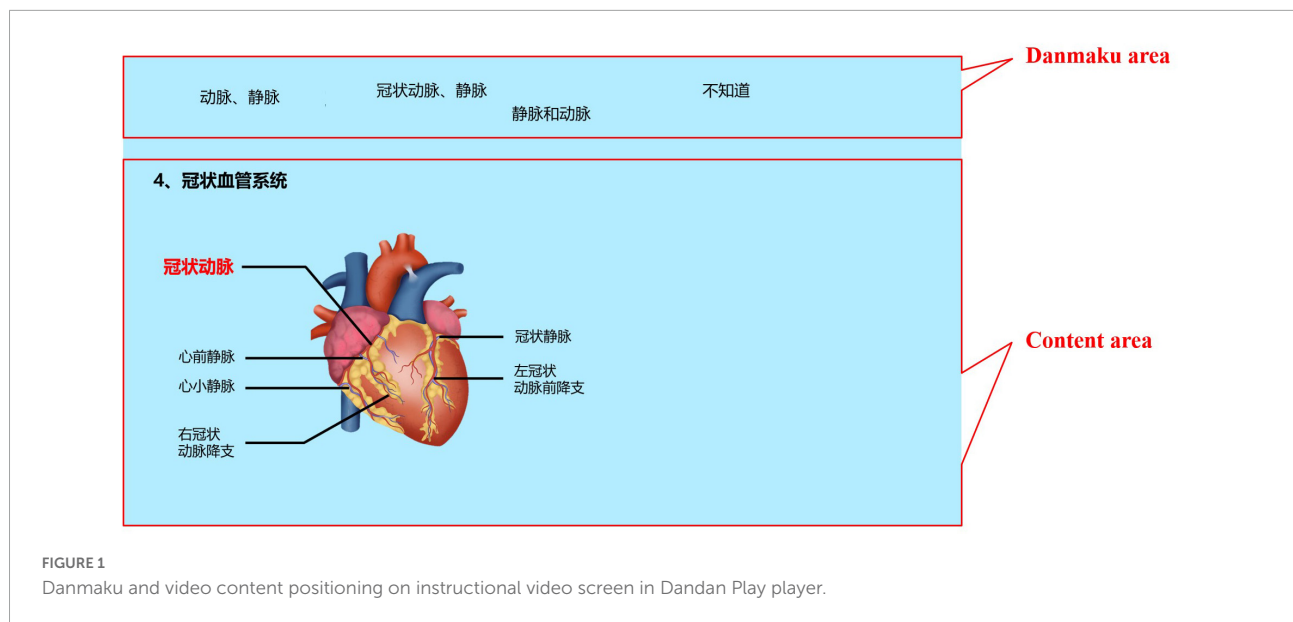 Danmaku area
动脉、静脉
冠状动脉、静脉
不知道
静脉和动脉
4、冠状血管系统
冠状动脉
冠状静脉
心前静脉
左冠状
动脉前降支
心小静脉
右冠状
动脉降支
Content area
FIGURE 1
Danmaku and video content positioning on instructional video screen in Dandan Play player.